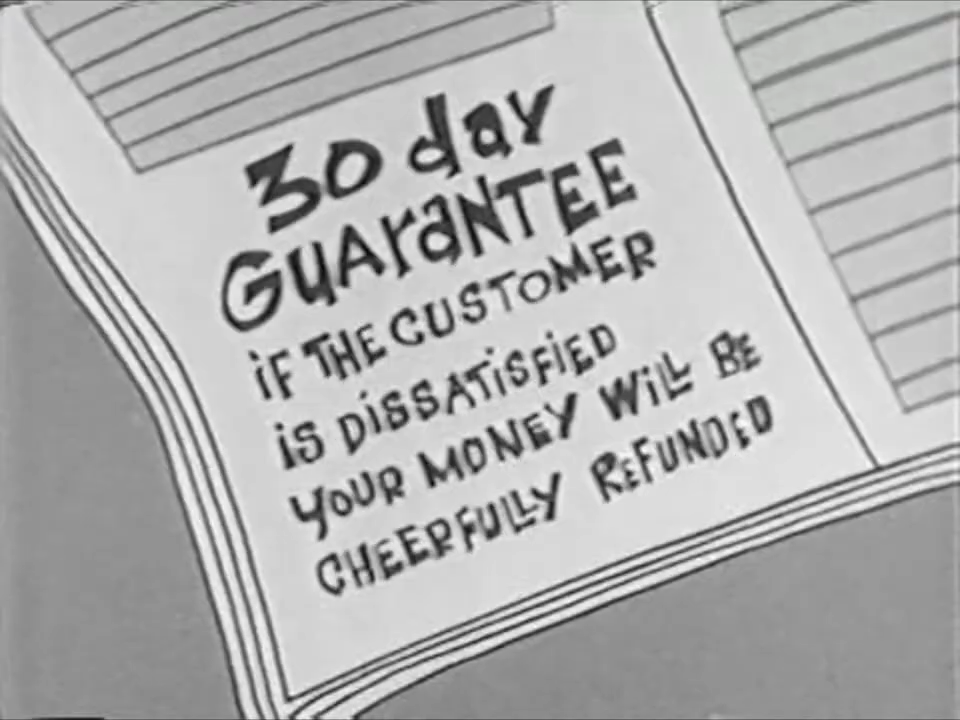 30 day
GUARaNTEE
iF THE CUSTOMER
iS DiSSATiSFiED
YOUR MONEY WiLL BE
CHEERFULLY REFUNDED